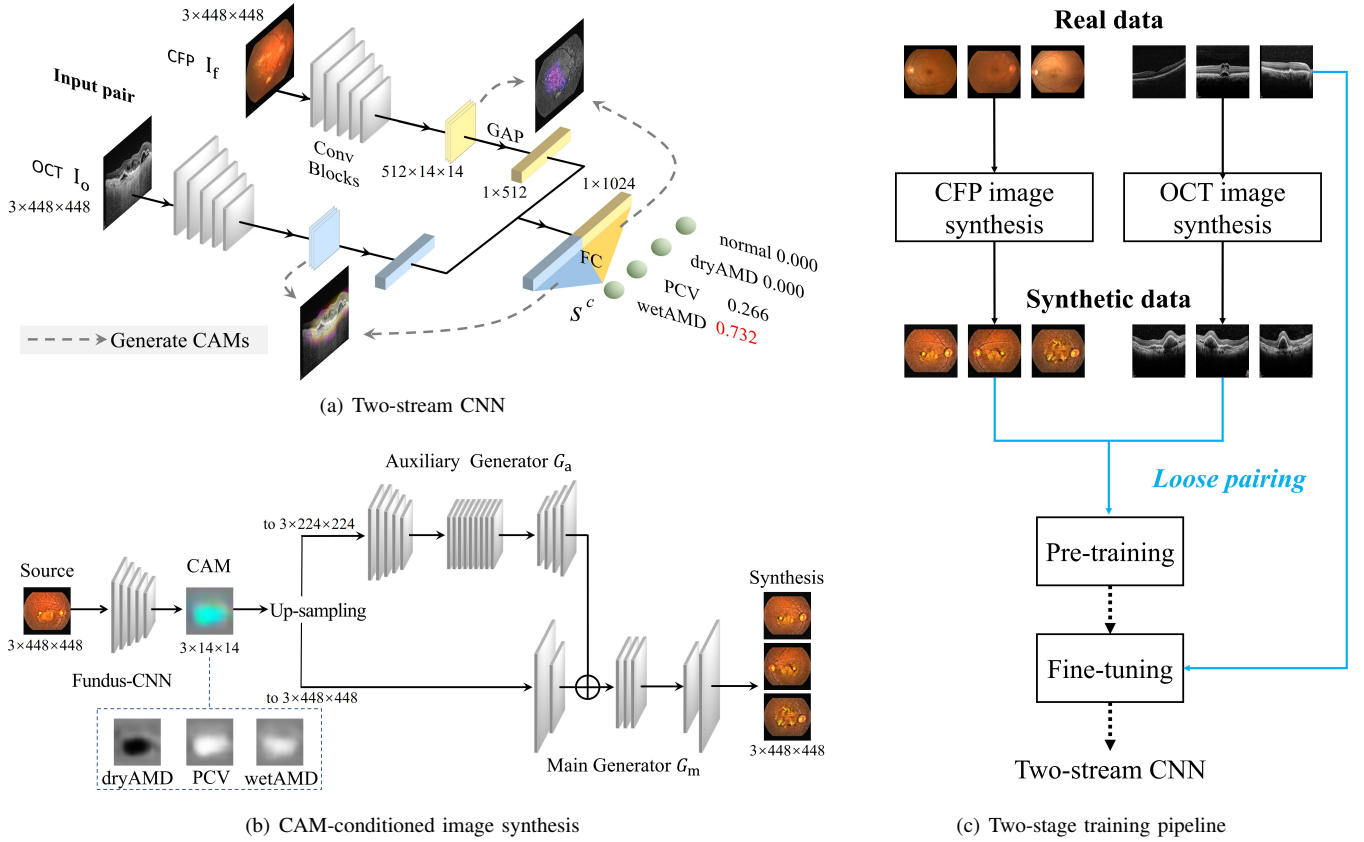 3×448×448
CFP I_f
Input pair
OCT I_o
3×448×448
Conv
Blocks
512×14×14
GAP
1×512
1×1024
FC
S^c
normal 0.000
dryAMD 0.000
PCV 0.266
wetAMD 0.732
Generate CAMs
(a) Two-stream CNN
Auxiliary Generator G_a
to 3×224×224
Source
CAM
Up-sampling
3×448×448
3×14×14
Fundus-CNN
to 3×448×448
dryAMD PCV wetAMD
Synthesis
3×448×448
Main Generator G_m
(b) CAM-conditioned image synthesis
Real data
CFP image
synthesis
OCT image
synthesis
Synthetic data
Loose pairing
Pre-training
Fine-tuning
Two-stream CNN
(c) Two-stage training pipeline